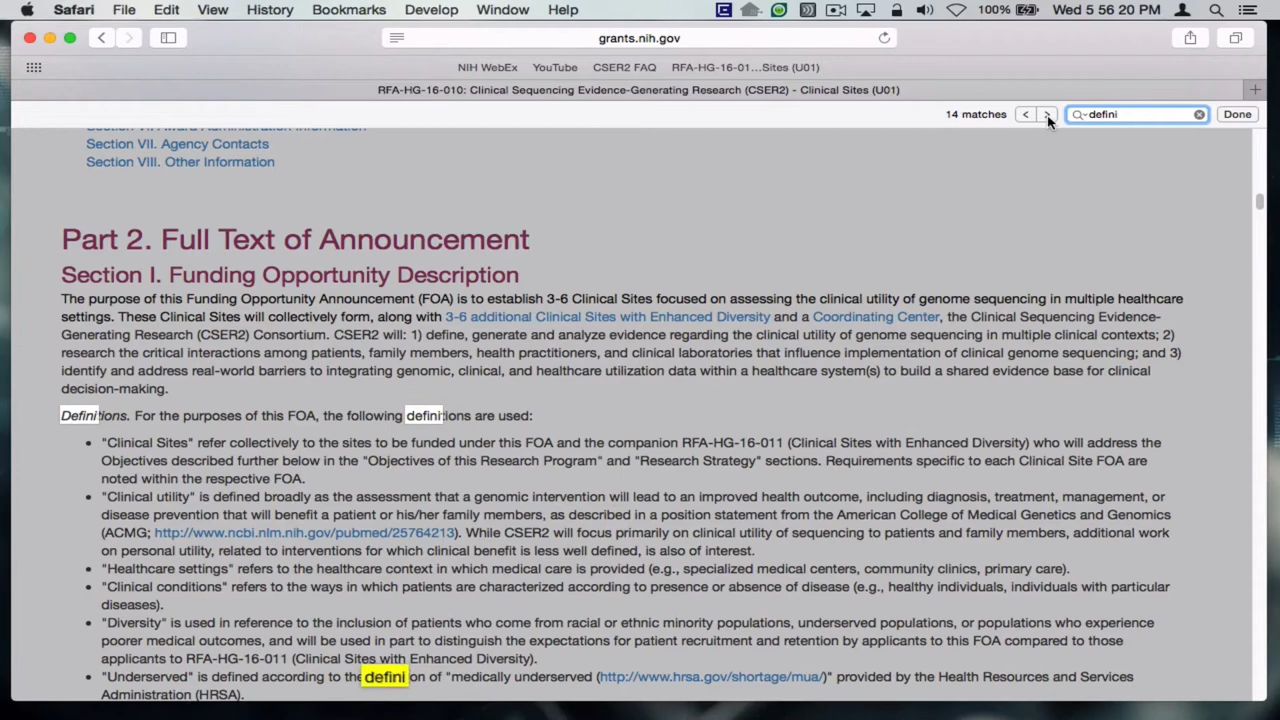 Safari File Edit View History Bookmarks Develop Window Help 100% Wed 5 56 20 PM
grants.nih.gov
NIH WebEx YouTube CSER2 FAQ RFA-HG-16-01...Sites (U01)
RFA-HG-16-010: Clinical Sequencing Evidence-Generating Research (CSER2) - Clinical Sites (U01)
14 matches < > defini Done
Section VII. Agency Contacts
Section VIII. Other Information
Part 2. Full Text of Announcement
Section I. Funding Opportunity Description
The purpose of this Funding Opportunity Announcement (FOA) is to establish 3-6 Clinical Sites focused on assessing the clinical utility of genome sequencing in multiple healthcare
settings. These Clinical Sites will collectively form, along with 3-6 additional Clinical Sites with Enhanced Diversity and a Coordinating Center, the Clinical Sequencing Evidence-
Generating Research (CSER2) Consortium. CSER2 will: 1) define, generate and analyze evidence regarding the clinical utility of genome sequencing in multiple clinical contexts; 2)
research the critical interactions among patients, family members, health practitioners, and clinical laboratories that influence implementation of clinical genome sequencing; and 3)
identify and address real-world barriers to integrating genomic, clinical, and healthcare utilization data within a healthcare system(s) to build a shared evidence base for clinical
decision-making.
Definitions. For the purposes of this FOA, the following definitions are used:
• "Clinical Sites" refer collectively to the sites to be funded under this FOA and the companion RFA-HG-16-011 (Clinical Sites with Enhanced Diversity) who will address the
Objectives described further below in the "Objectives of this Research Program" and "Research Strategy" sections. Requirements specific to each Clinical Site FOA are
noted within the respective FOA.
• "Clinical utility" is defined broadly as the assessment that a genomic intervention will lead to an improved health outcome, including diagnosis, treatment, management, or
disease prevention that will benefit a patient or his/her family members, as described in a position statement from the American College of Medical Genetics and Genomics
(ACMG; http://www.ncbi.nlm.nih.gov/pubmed/25764213). While CSER2 will focus primarily on clinical utility of sequencing to patients and family members, additional work
on personal utility, related to interventions for which clinical benefit is less well defined, is also of interest.
• "Healthcare settings" refers to the healthcare context in which medical care is provided (e.g., specialized medical centers, community clinics, primary care).
• "Clinical conditions" refers to the ways in which patients are characterized according to presence or absence of disease (e.g., healthy individuals, individuals with particular
diseases).
• "Diversity" is used in reference to the inclusion of patients who come from racial or ethnic minority populations, underserved populations, or populations who experience
poorer medical outcomes, and will be used in part to distinguish the expectations for patient recruitment and retention by applicants to this FOA compared to those
applicants to RFA-HG-16-011 (Clinical Sites with Enhanced Diversity).
• "Underserved" is defined according to the defini on of "medically underserved (http://www.hrsa.gov/shortage/mua/)" provided by the Health Resources and Services
Administration (HRSA).